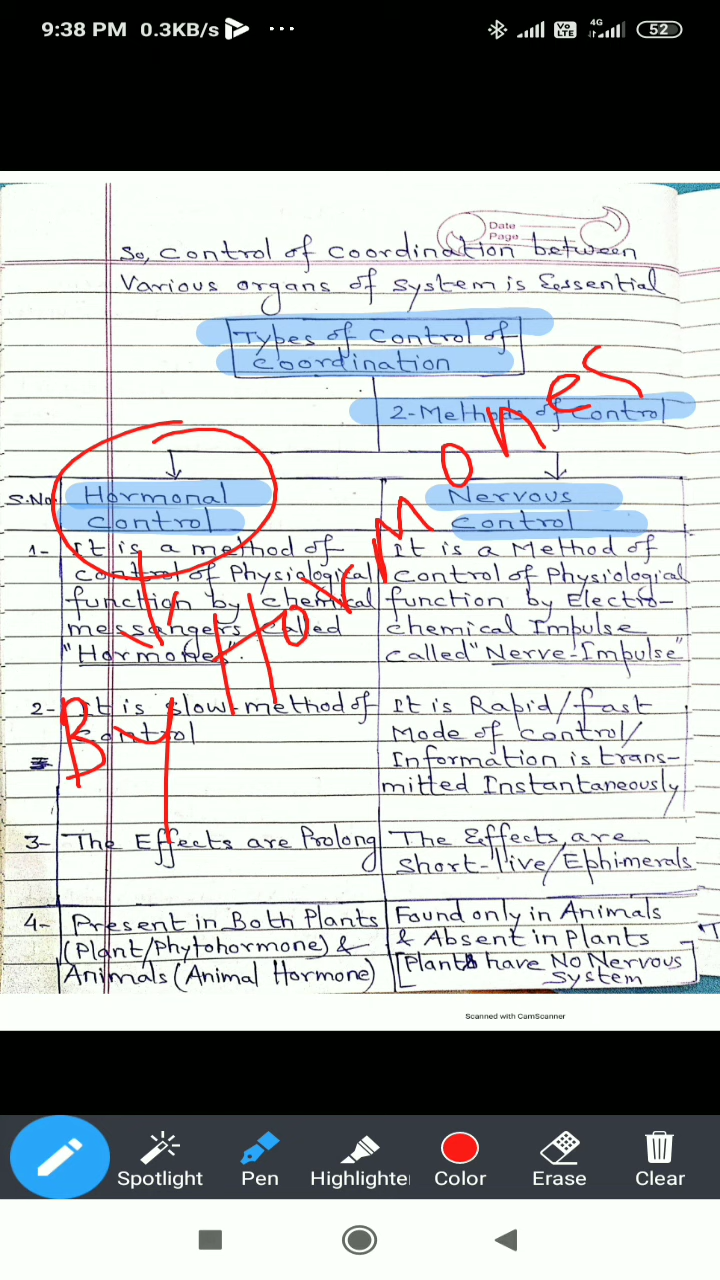 9:38 PM 0.3KB/s ...
Vo LTE 4G 52
Date
Page
So, control of coordination between
Various organs of system is Essential
Types of control of
coordination
2-Methods of control
S.No. Hormonal Nervous
control control
1- It is a method of It is a Method of
control of Physiological control of Physiological
function by chemical function by Electro-
messangers called chemical Impulse
"Hormones". called "Nerve-Impulse"
2- It is slow method of It is Rapid/fast
control Mode of control/
Information is trans-
mitted Instantaneously
3- The Effects are Prolong The Effects are
short-live/Ephimerals
4- Present in Both Plants Found only in Animals
(Plant/Phytohormone) & & Absent in Plants
Animals (Animal Hormone) [Plants have No Nervous
System]
By Hormones
Scanned with CamScanner
Spotlight Pen Highlighte Color Erase Clear